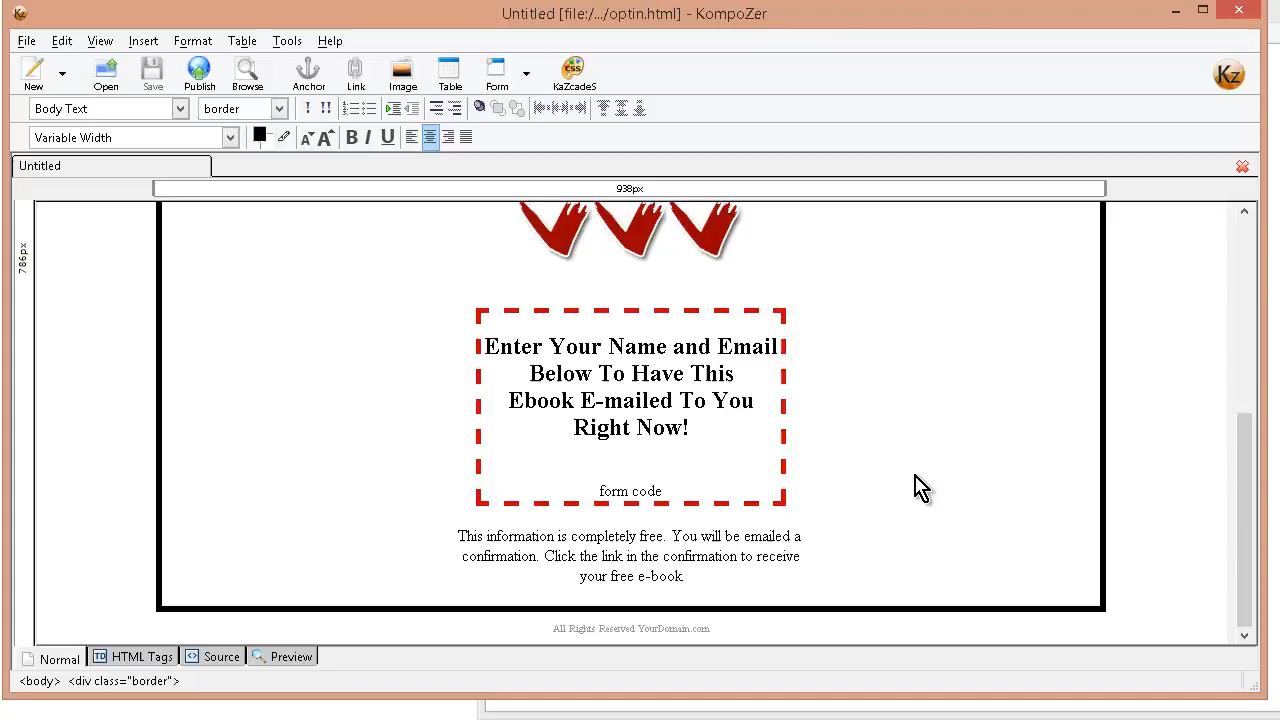 Kz Untitled [file:/.../optin.html] - KompoZer
File Edit View Insert Format Table Tools Help
New Open Save Publish Browse Anchor Link Image Table Form CSS KaZcadeS Kz
Body Text border
Variable Width B I U
Untitled
938px
786px
Enter Your Name and Email
Below To Have This
Ebook E-mailed To You
Right Now!
form code
This information is completely free. You will be emailed a
confirmation. Click the link in the confirmation to receive
your free e-book
All Rights Reserved YourDomain.com
Normal HTML Tags Source Preview
<body> <div class="border">